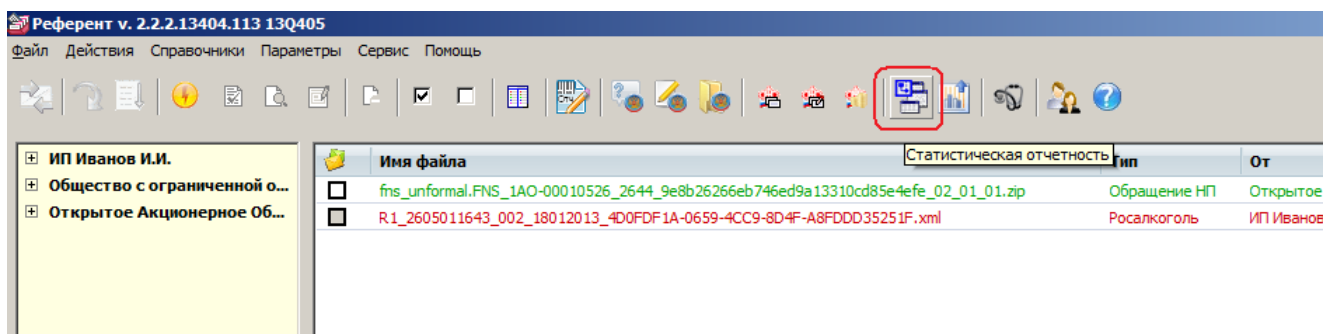 Референт v. 2.2.2.13404.113 13Q405
Файл Действия Справочники Параметры Сервис Помощь
Статистическая отчетность
Имя файла Тип От
ИП Иванов И.И.
Общество с ограниченной о...
Открытое Акционерное Об...
fns_unformal.FNS_1AO-00010526_2644_9e8b26266eb746ed9a13310cd85e4efe_02_01_01.zip Обращение НП Открытое
R1_2605011643_002_18012013_4D0FDF1A-0659-4CC9-8D4F-A8FDDD35251F.xml Росалкоголь ИП Иванов